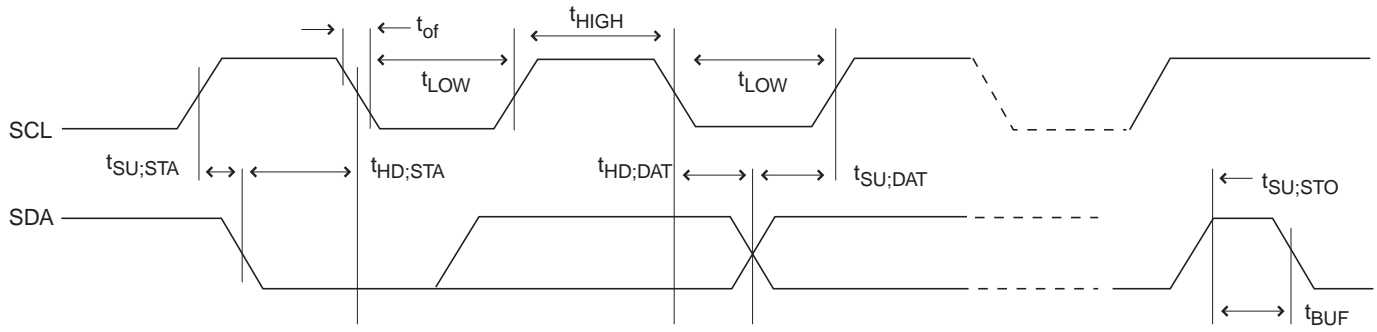 t_of
t_HIGH
t_LOW
t_LOW
SCL
t_SU;STA
t_HD;STA
t_HD;DAT
t_SU;DAT
t_SU;STO
SDA
t_BUF